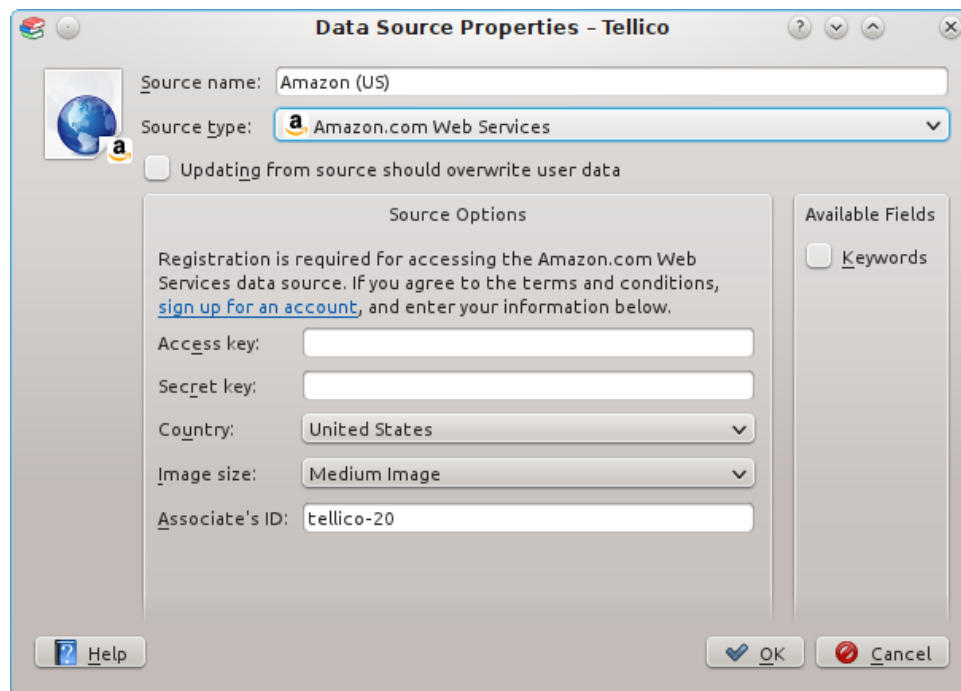 Data Source Properties – Tellico
Source name: Amazon (US)
Source type: Amazon.com Web Services
Updating from source should overwrite user data
Source Options
Registration is required for accessing the Amazon.com Web
Services data source. If you agree to the terms and conditions,
sign up for an account, and enter your information below.
Access key:
Secret key:
Country: United States
Image size: Medium Image
Associate's ID: tellico-20
Available Fields
Keywords
Help
OK
Cancel